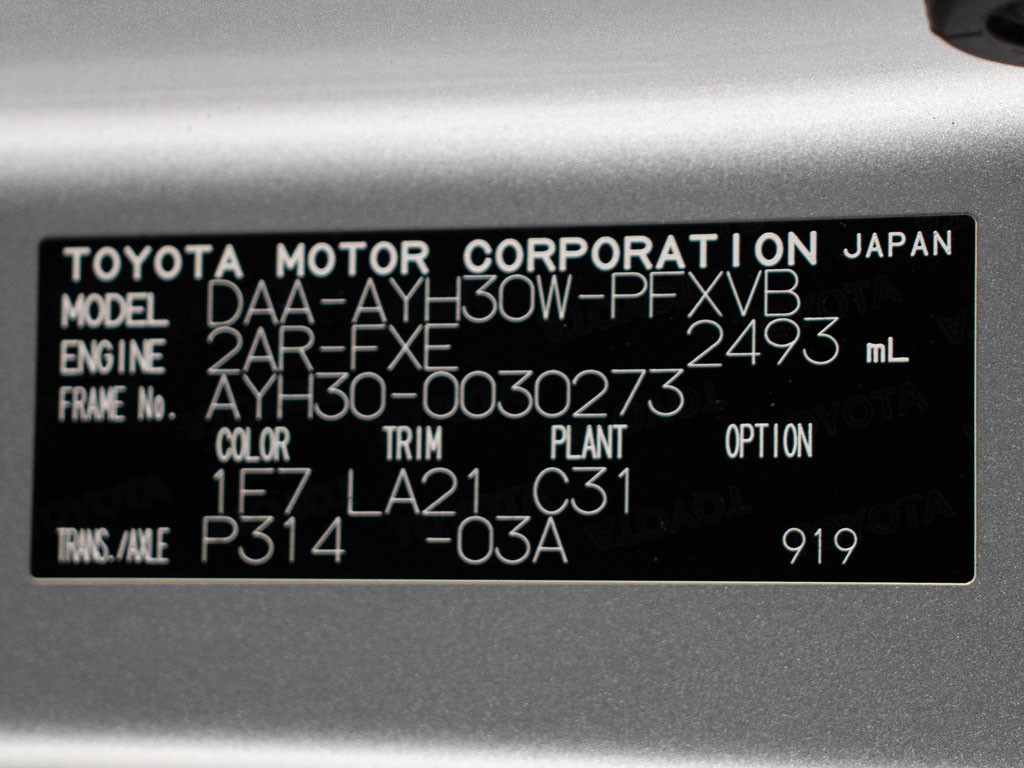 TOYOTA MOTOR CORPORATION JAPAN
MODEL DAA-AYH30W-PFXVB
ENGINE 2AR-FXE 2493 mL
FRAME No. AYH30-0030273
COLOR TRIM PLANT OPTION
1F7 LA21 C31
TRANS./AXLE P314 -03A 919